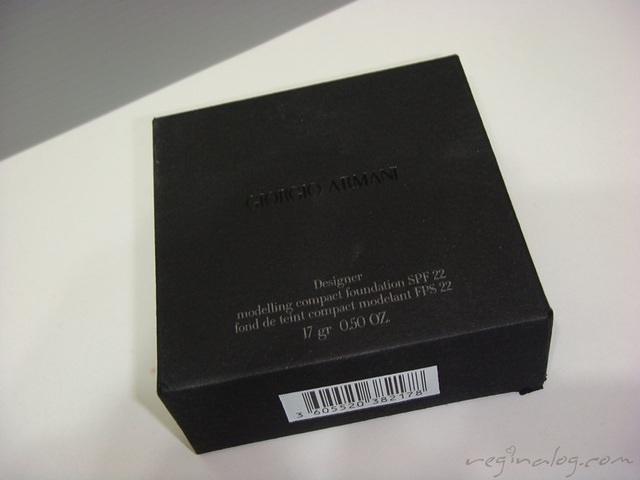 GIORGIO ARMANI
Designer
modelling compact foundation SPF 22
fond de teint compact modelant FPS 22
17 gr 0.50 OZ.
3 605520 382178
reginalog.com